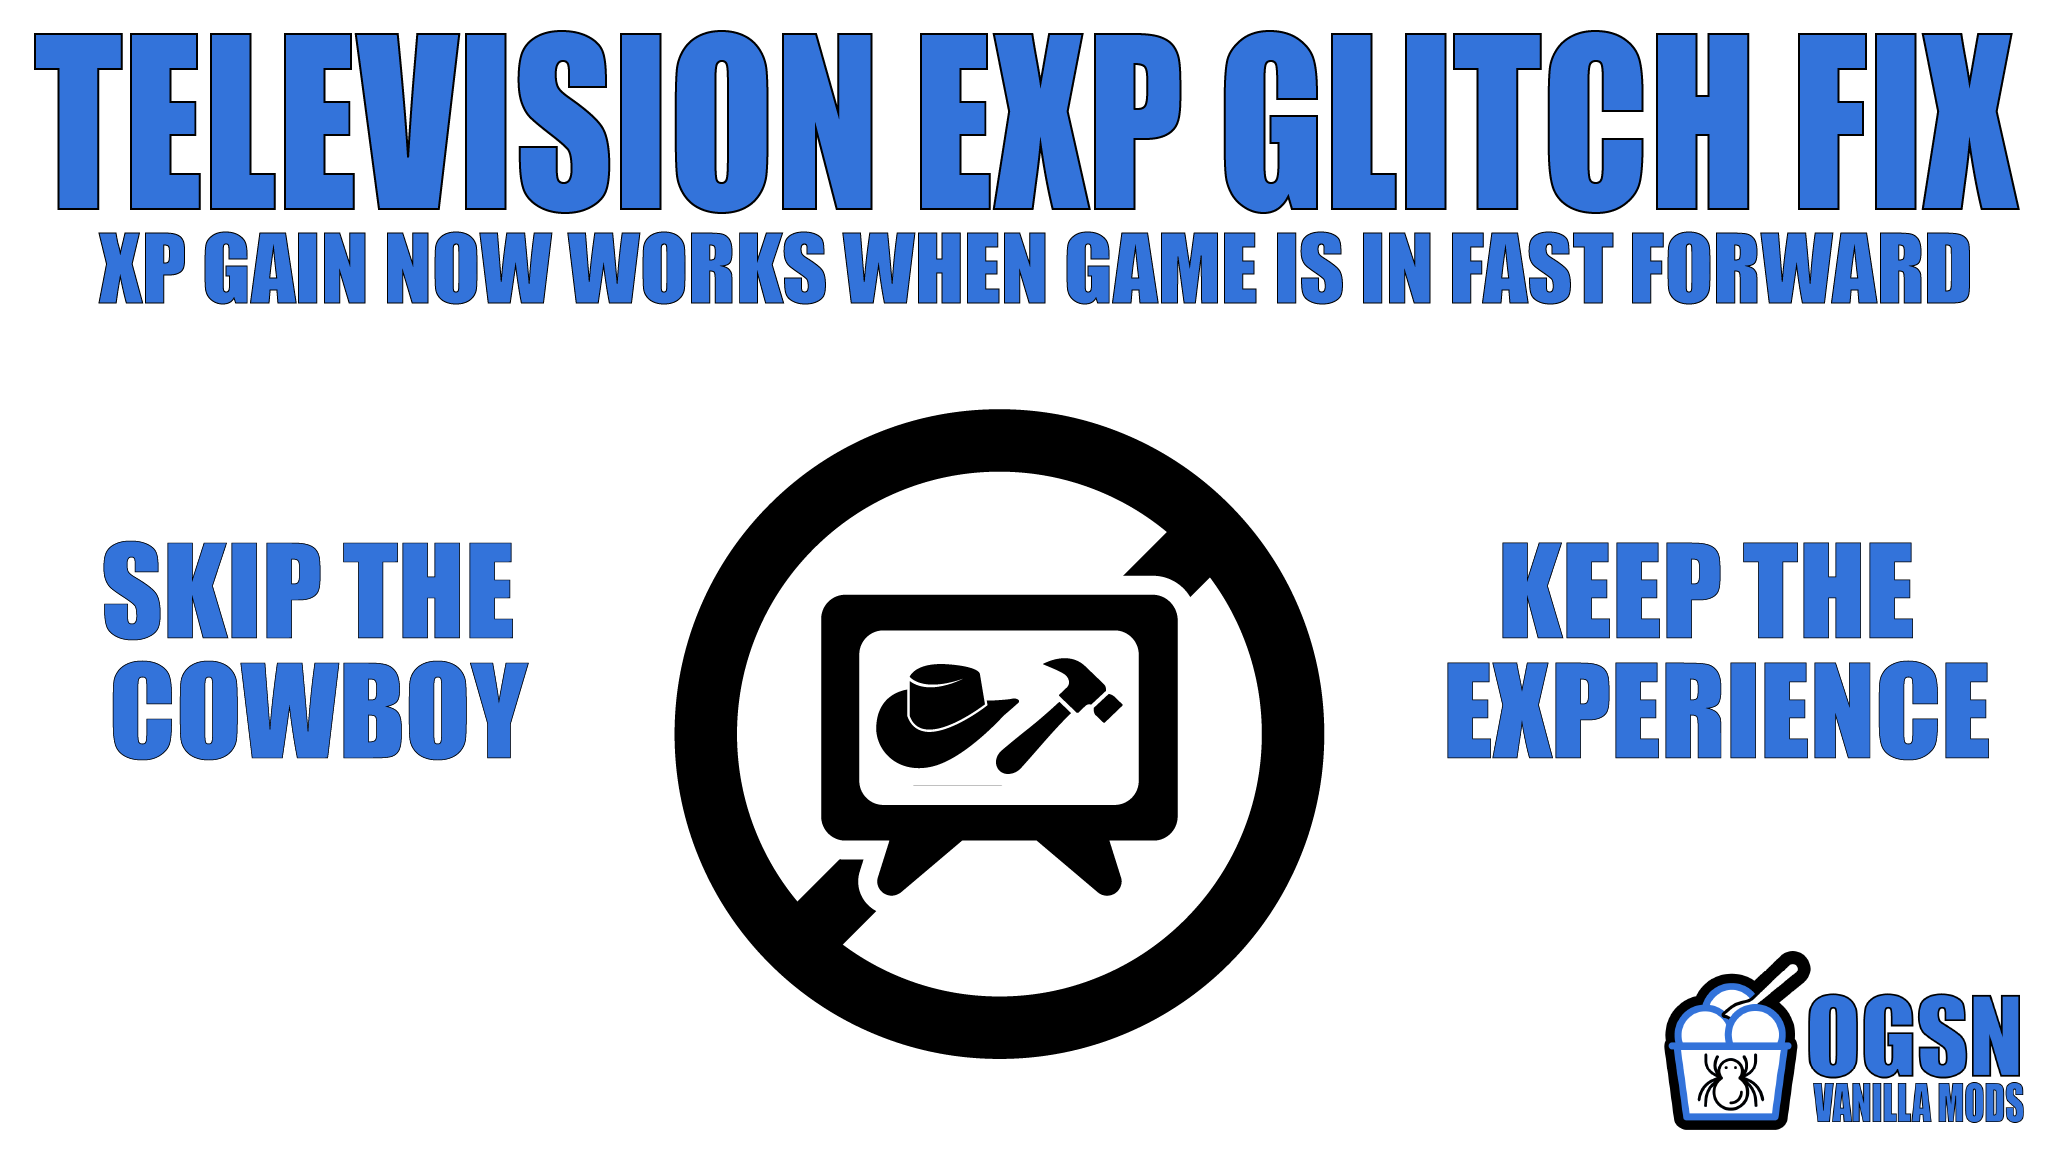 TELEVISION EXP GLITCH FIX
XP GAIN NOW WORKS WHEN GAME IS IN FAST FORWARD
SKIP THE
COWBOY
KEEP THE
EXPERIENCE
OGSN
VANILLA MODS